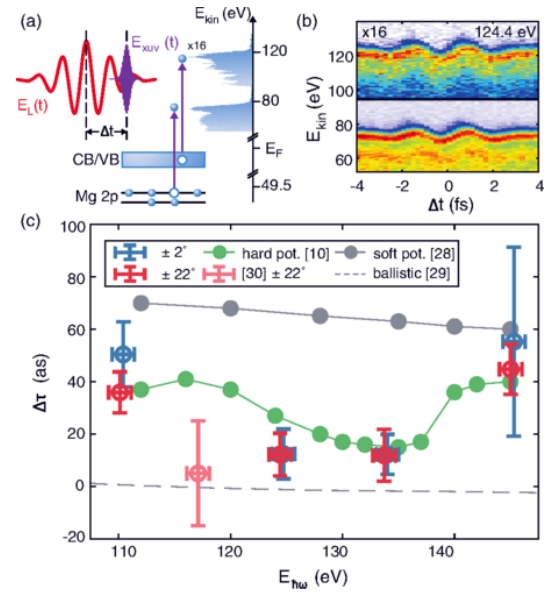 (a)
E_L(t)
E_XUV (t)
x16
Δt
CB/VB
Mg 2p
E_kin (eV)
120
80
E_F
49.5
(b)
x16
124.4 eV
E_kin (eV)
120
100
80
60
-4
-2
0
2
4
Δt (fs)
(c)
± 2°
hard pot. [10]
soft pot. [28]
± 22°
[30] ± 22°
ballistic [29]
Δτ (as)
100
80
60
40
20
0
-20
110
120
130
140
E_ħω (eV)